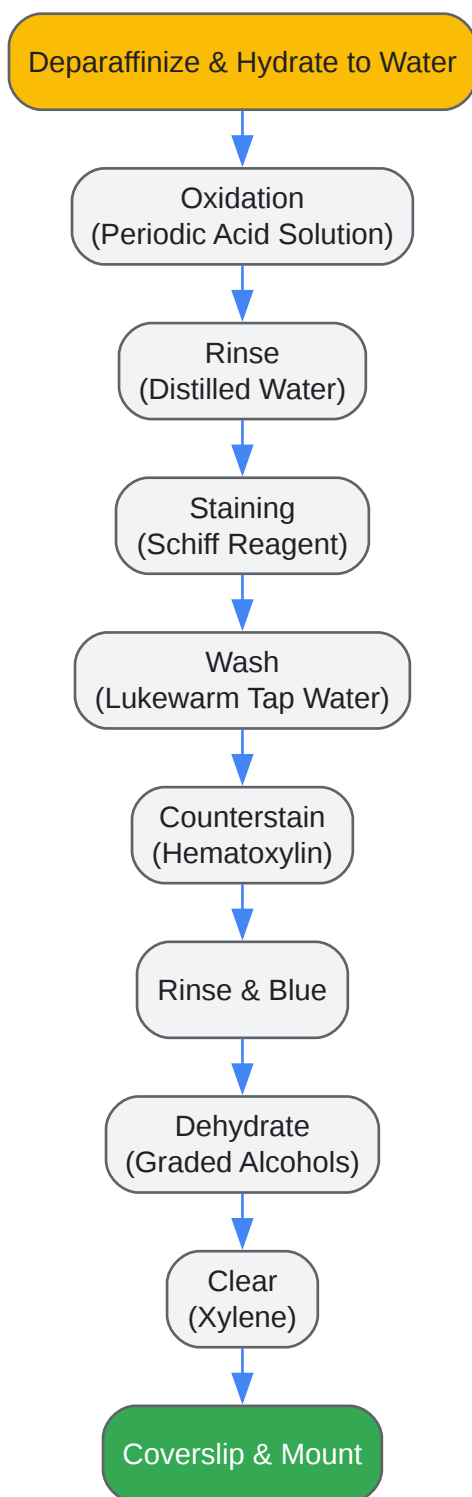 Deparaffinize & Hydrate to Water
Oxidation
(Periodic Acid Solution)
Rinse
(Distilled Water)
Staining
(Schiff Reagent)
Wash
(Lukewarm Tap Water)
Counterstain
(Hematoxylin)
Rinse & Blue
Dehydrate
(Graded Alcohols)
Clear
(Xylene)
Coverslip & Mount